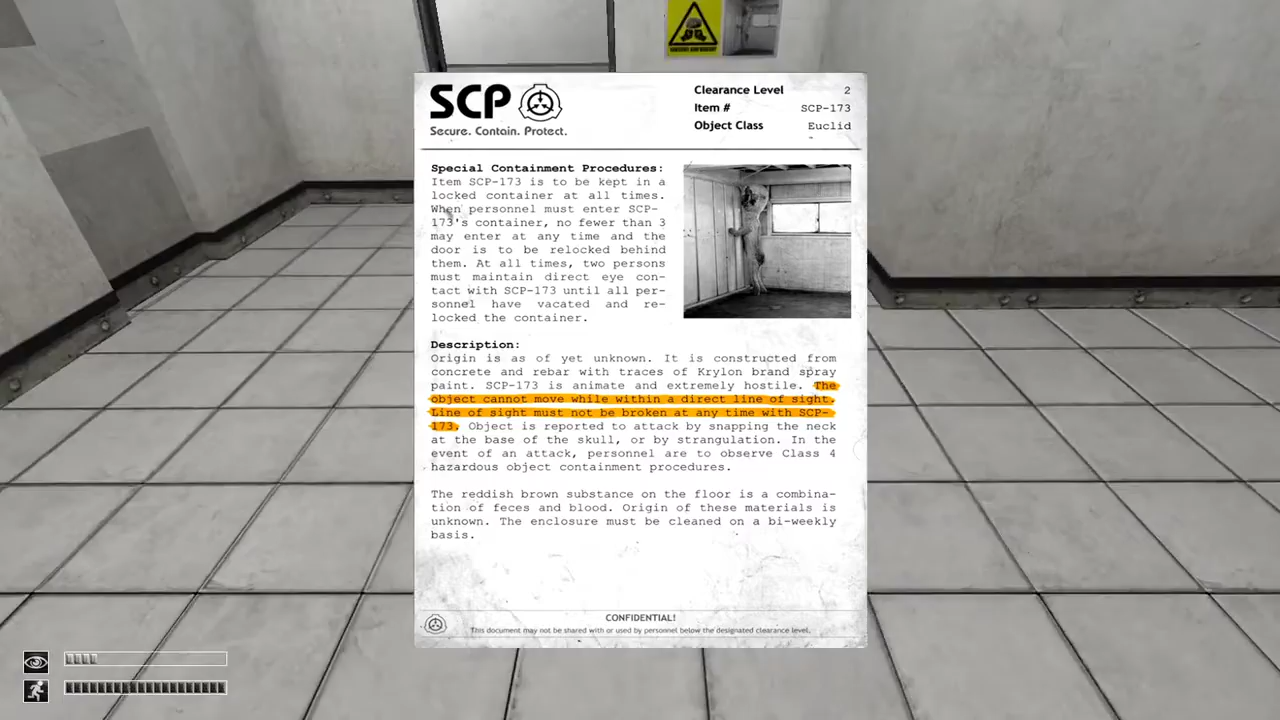 SCP
Secure. Contain. Protect.
Clearance Level 2
Item # SCP-173
Object Class Euclid
Special Containment Procedures:
Item SCP-173 is to be kept in a
locked container at all times.
When personnel must enter SCP-
173's container, no fewer than 3
may enter at any time and the
door is to be relocked behind
them. At all times, two persons
must maintain direct eye con-
tact with SCP-173 until all per-
sonnel have vacated and re-
locked the container.
Description:
Origin is as of yet unknown. It is constructed from
concrete and rebar with traces of Krylon brand spray
paint. SCP-173 is animate and extremely hostile. The
object cannot move while within a direct line of sight.
Line of sight must not be broken at any time with SCP-
173. Object is reported to attack by snapping the neck
at the base of the skull, or by strangulation. In the
event of an attack, personnel are to observe Class 4
hazardous object containment procedures.
The reddish brown substance on the floor is a combina-
tion of feces and blood. Origin of these materials is
unknown. The enclosure must be cleaned on a bi-weekly
basis.
CONFIDENTIAL!
This document may not be shared with or used by personnel below the designated clearance level.